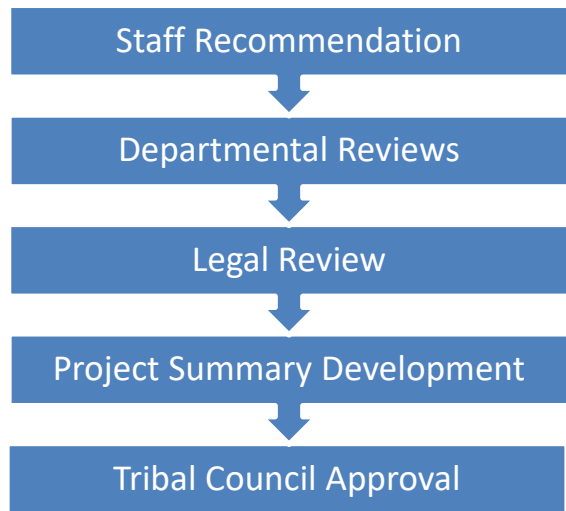 Staff Recommendation
Departmental Reviews
Legal Review
Project Summary Development
Tribal Council Approval